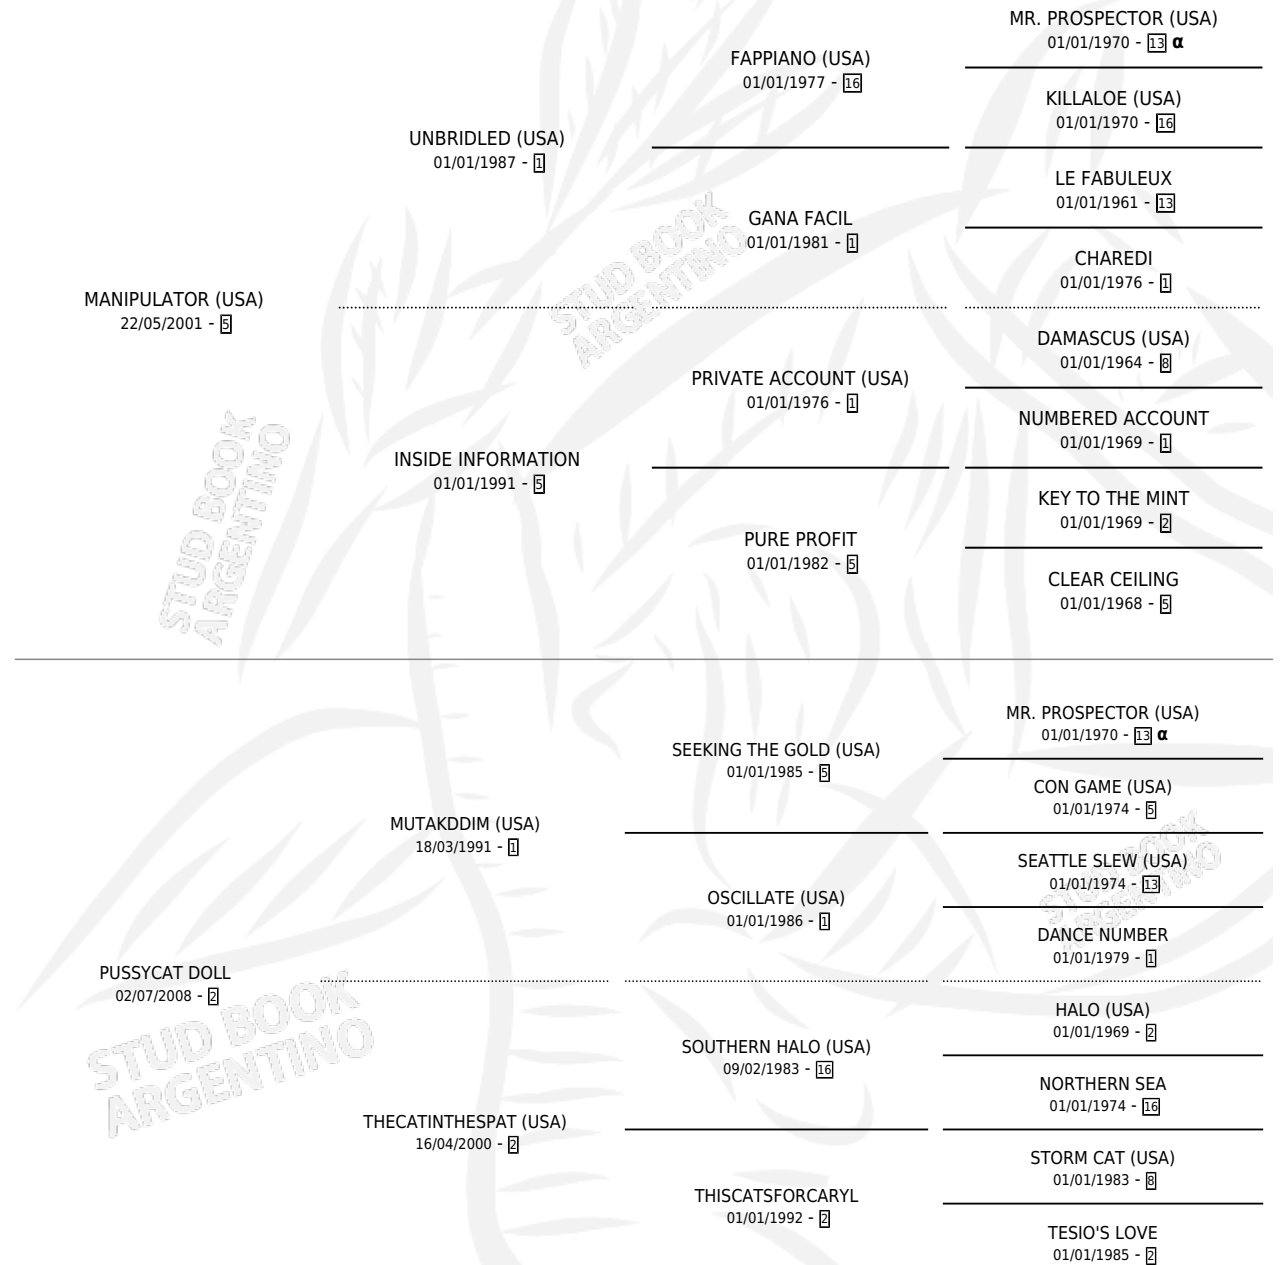 MR. PROSPECTOR (USA)
01/01/1970 - 13 α
FAPPIANO (USA)
01/01/1977 - 16
KILLALOE (USA)
01/01/1970 - 16
UNBRIDLED (USA)
01/01/1987 - 1
LE FABULEUX
01/01/1961 - 13
GANA FACIL
01/01/1981 - 1
CHAREDI
01/01/1976 - 1
MANIPULATOR (USA)
22/05/2001 - 5
DAMASCUS (USA)
01/01/1964 - 8
PRIVATE ACCOUNT (USA)
01/01/1976 - 1
NUMBERED ACCOUNT
01/01/1969 - 1
INSIDE INFORMATION
01/01/1991 - 5
KEY TO THE MINT
01/01/1969 - 2
PURE PROFIT
01/01/1982 - 5
CLEAR CEILING
01/01/1968 - 5
MR. PROSPECTOR (USA)
01/01/1970 - 13 α
SEEKING THE GOLD (USA)
01/01/1985 - 5
CON GAME (USA)
01/01/1974 - 5
MUTAKDDIM (USA)
18/03/1991 - 1
SEATTLE SLEW (USA)
01/01/1974 - 13
OSCILLATE (USA)
01/01/1986 - 1
DANCE NUMBER
01/01/1979 - 1
PUSSYCAT DOLL
02/07/2008 - 2
HALO (USA)
01/01/1969 - 2
SOUTHERN HALO (USA)
09/02/1983 - 16
NORTHERN SEA
01/01/1974 - 16
THECATINTHESPAT (USA)
16/04/2000 - 2
STORM CAT (USA)
01/01/1983 - 8
THISCATSFORCARYL
01/01/1992 - 2
TESIO'S LOVE
01/01/1985 - 2
STUD BOOK
ARGENTINO
STUD BOOK
ARGENTINO
STUD BOOK
ARGENTINO
STUD BOOK
ARGENTINO